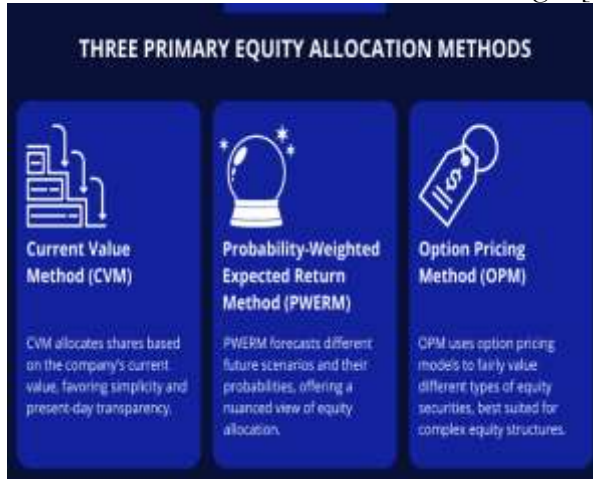 THREE PRIMARY EQUITY ALLOCATION METHODS
Current Value
Method (CVM)
CVM allocates shares based
on the company's current
value, favoring simplicity and
present-day transparency.
Probability-Weighted
Expected Return
Method (PWERM)
PWERM forecasts different
future scenarios and their
probabilities, offering a
nuanced view of equity
allocation.
Option Pricing
Method (OPM)
OPM uses option pricing
models to fairly value
different types of equity
securities, best suited for
complex equity structures.